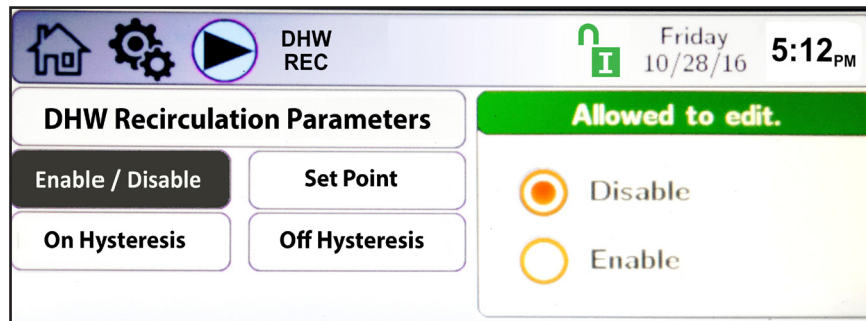 DHW
REC
I
Friday
10/28/16
5:12PM
DHW Recirculation Parameters
Allowed to edit.
Enable / Disable
Set Point
Disable
On Hysteresis
Off Hysteresis
Enable